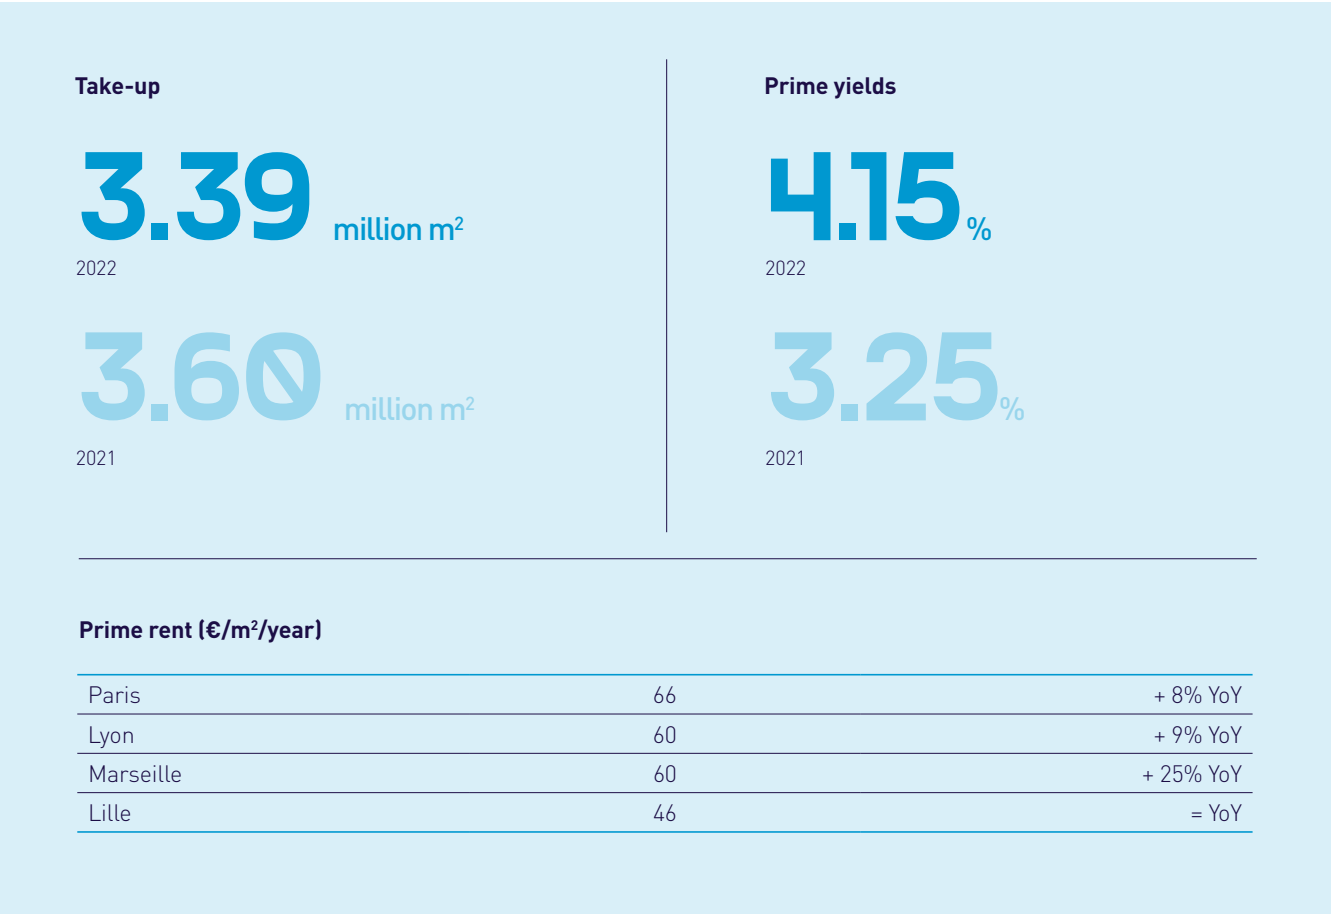 Take-up
3.39 million m²
2022
3.60 million m²
2021
Prime yields
4.15 %
2022
3.25%
2021
Prime rent (€/m²/year)
Paris 66 + 8% YoY
Lyon 60 + 9% YoY
Marseille 60 + 25% YoY
Lille 46 = YoY